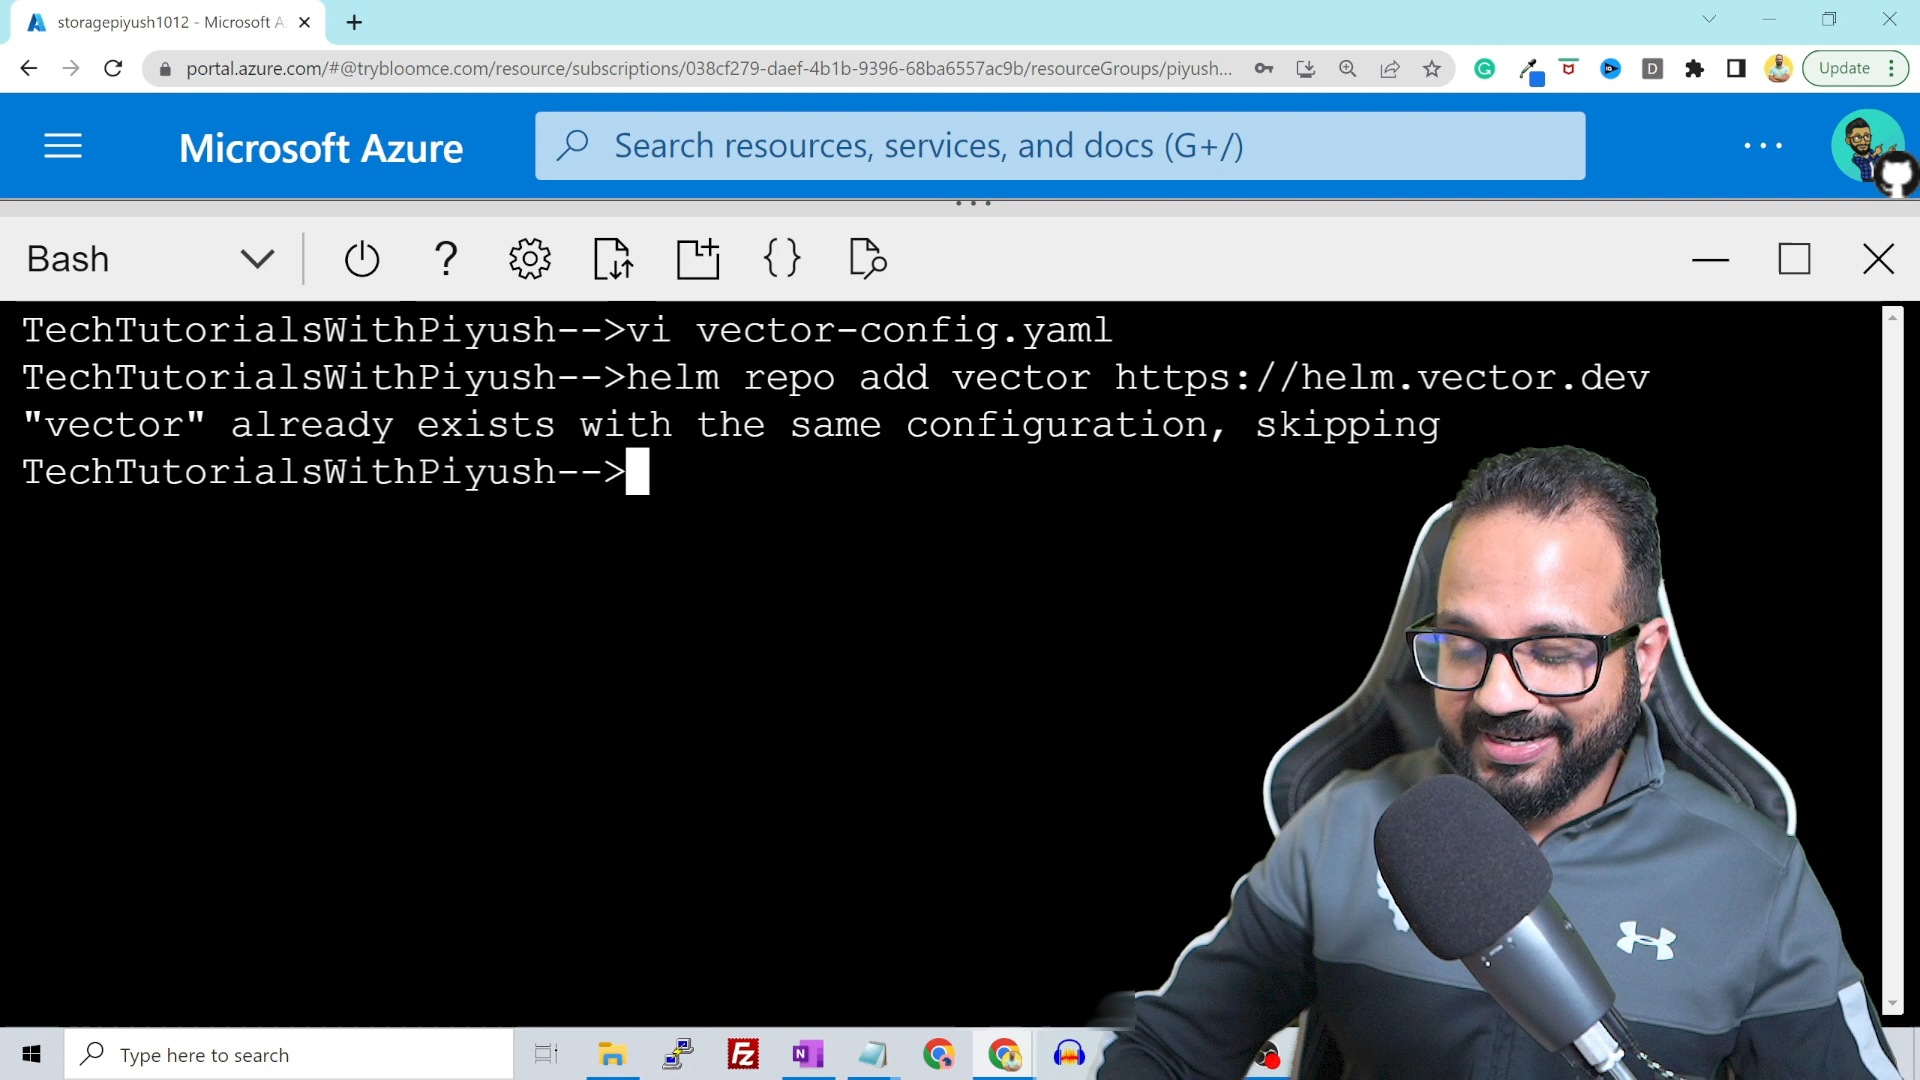 storagepiyush1012 - Microsoft A
portal.azure.com/#@trybloomce.com/resource/subscriptions/038cf279-daef-4b1b-9396-68ba6557ac9b/resourceGroups/piyush...
Update
Microsoft Azure
Search resources, services, and docs (G+/)
Bash
TechTutorialsWithPiyush-->vi vector-config.yaml
TechTutorialsWithPiyush-->helm repo add vector https://helm.vector.dev
"vector" already exists with the same configuration, skipping
TechTutorialsWithPiyush-->
Type here to search